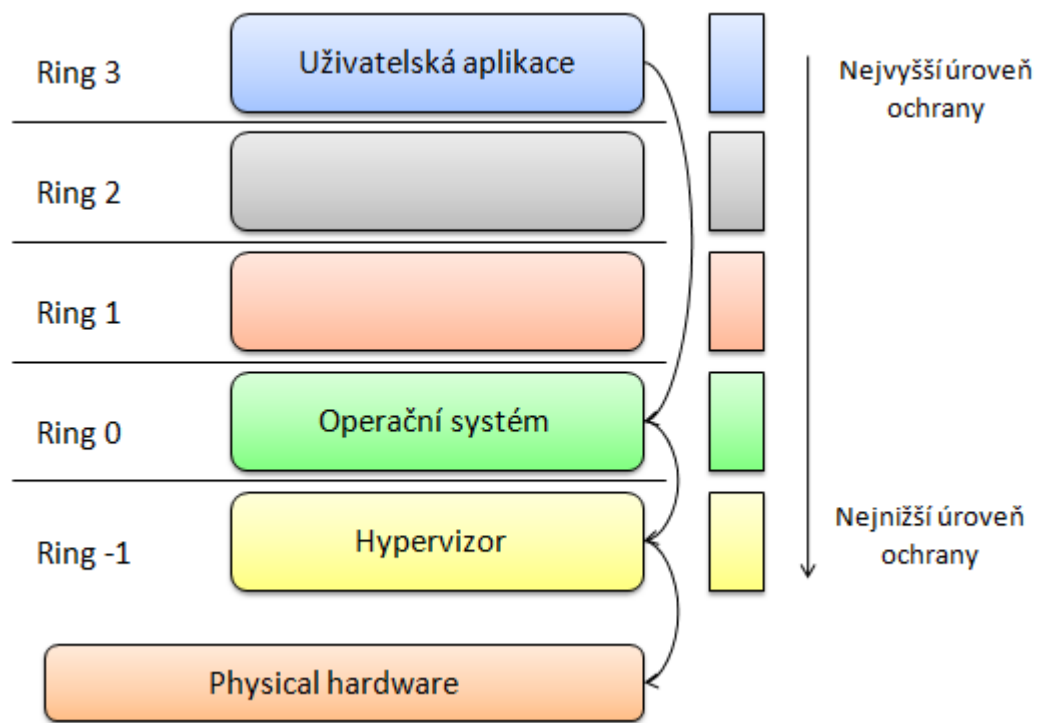 Ring 3
Uživatelská aplikace
Nejvyšší úroveň
ochrany
Ring 2
Ring 1
Ring 0
Operační systém
Ring -1
Hypervizor
Nejnižší úroveň
ochrany
Physical hardware